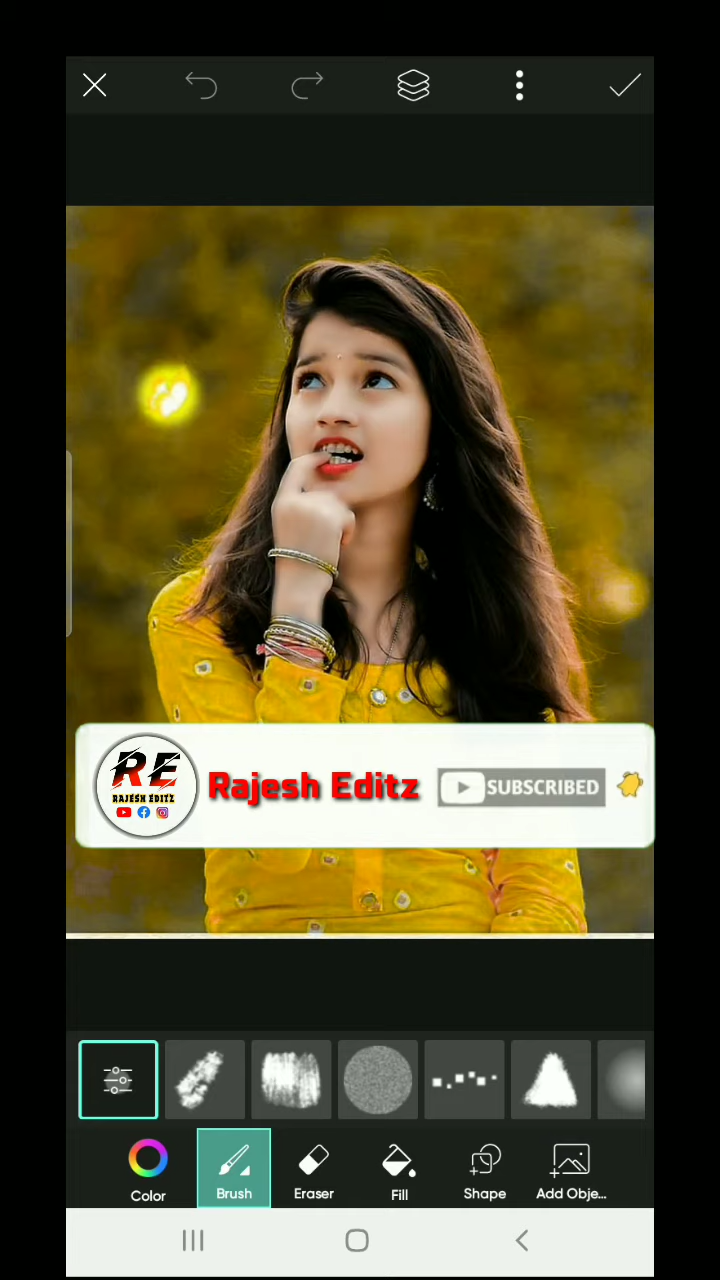 RE
RAJESH EDITZ
Rajesh Editz
SUBSCRIBED
Color
Brush
Eraser
Fill
Shape
Add Obje...